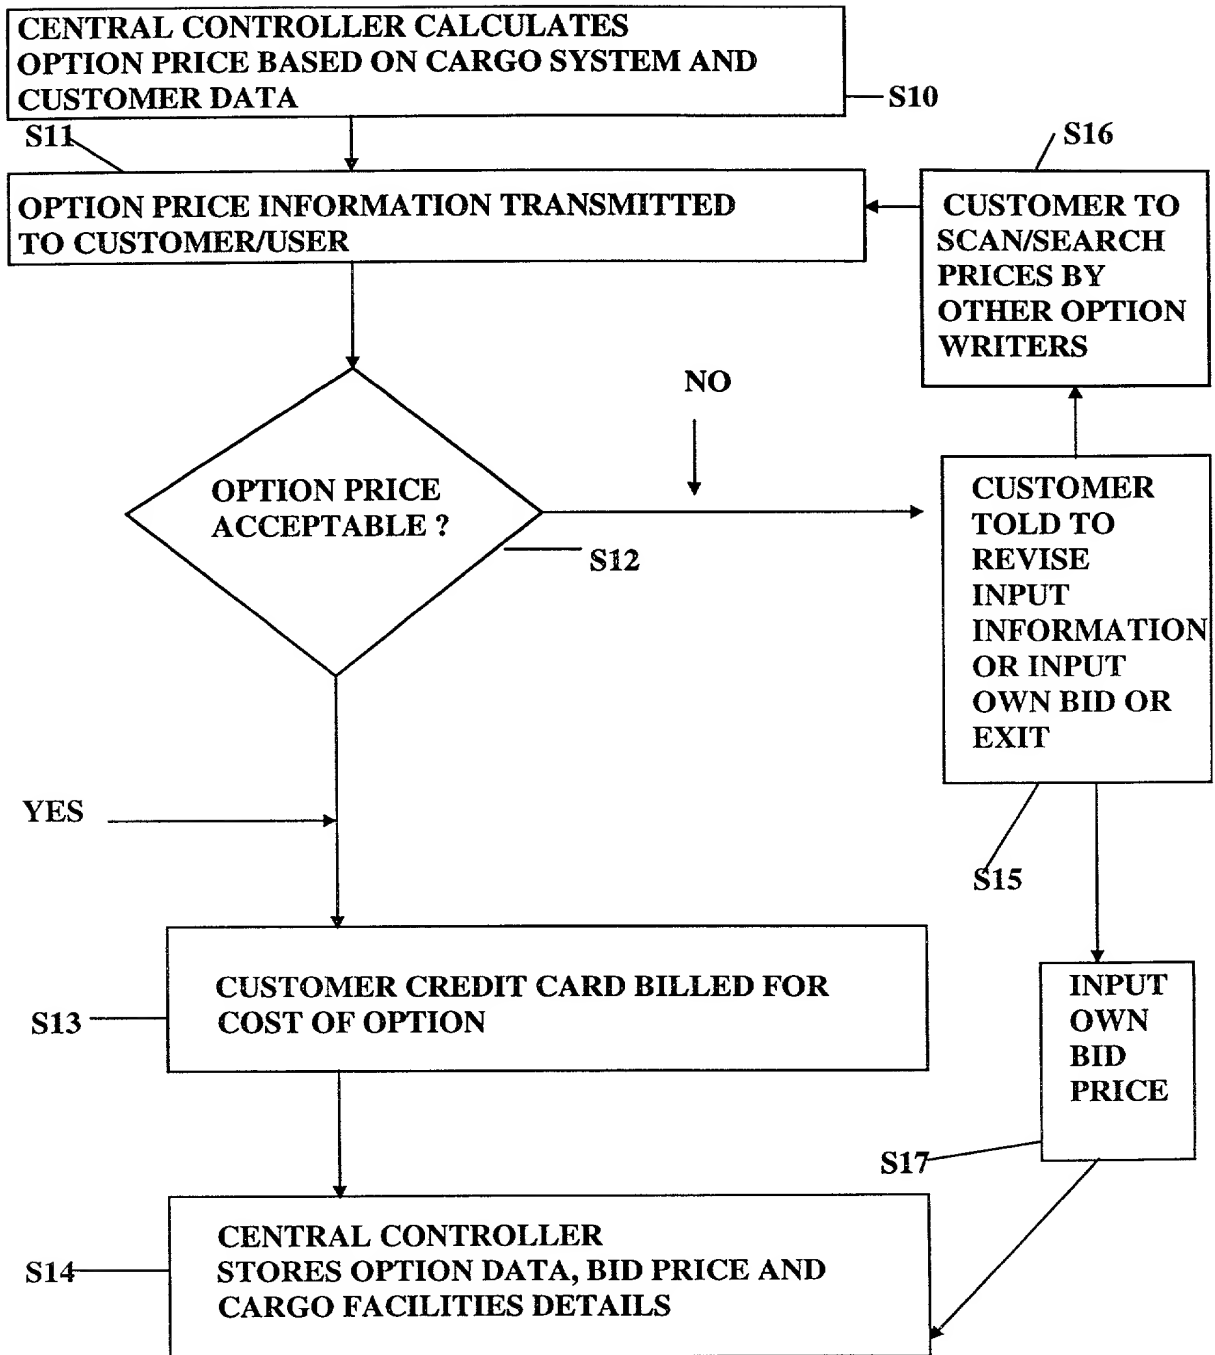 CENTRAL CONTROLLER CALCULATES
OPTION PRICE BASED ON CARGO SYSTEM AND
CUSTOMER DATA
S10
S11
OPTION PRICE INFORMATION TRANSMITTED
TO CUSTOMER/USER
S16
CUSTOMER TO
SCAN/SEARCH
PRICES BY
OTHER OPTION
WRITERS
NO
OPTION PRICE
ACCEPTABLE ?
S12
CUSTOMER
TOLD TO
REVISE
INPUT
INFORMATION
OR INPUT
OWN BID OR
EXIT
YES
S15
CUSTOMER CREDIT CARD BILLED FOR
COST OF OPTION
S13
INPUT
OWN
BID
PRICE
S17
CENTRAL CONTROLLER
STORES OPTION DATA, BID PRICE AND
CARGO FACILITIES DETAILS
S14